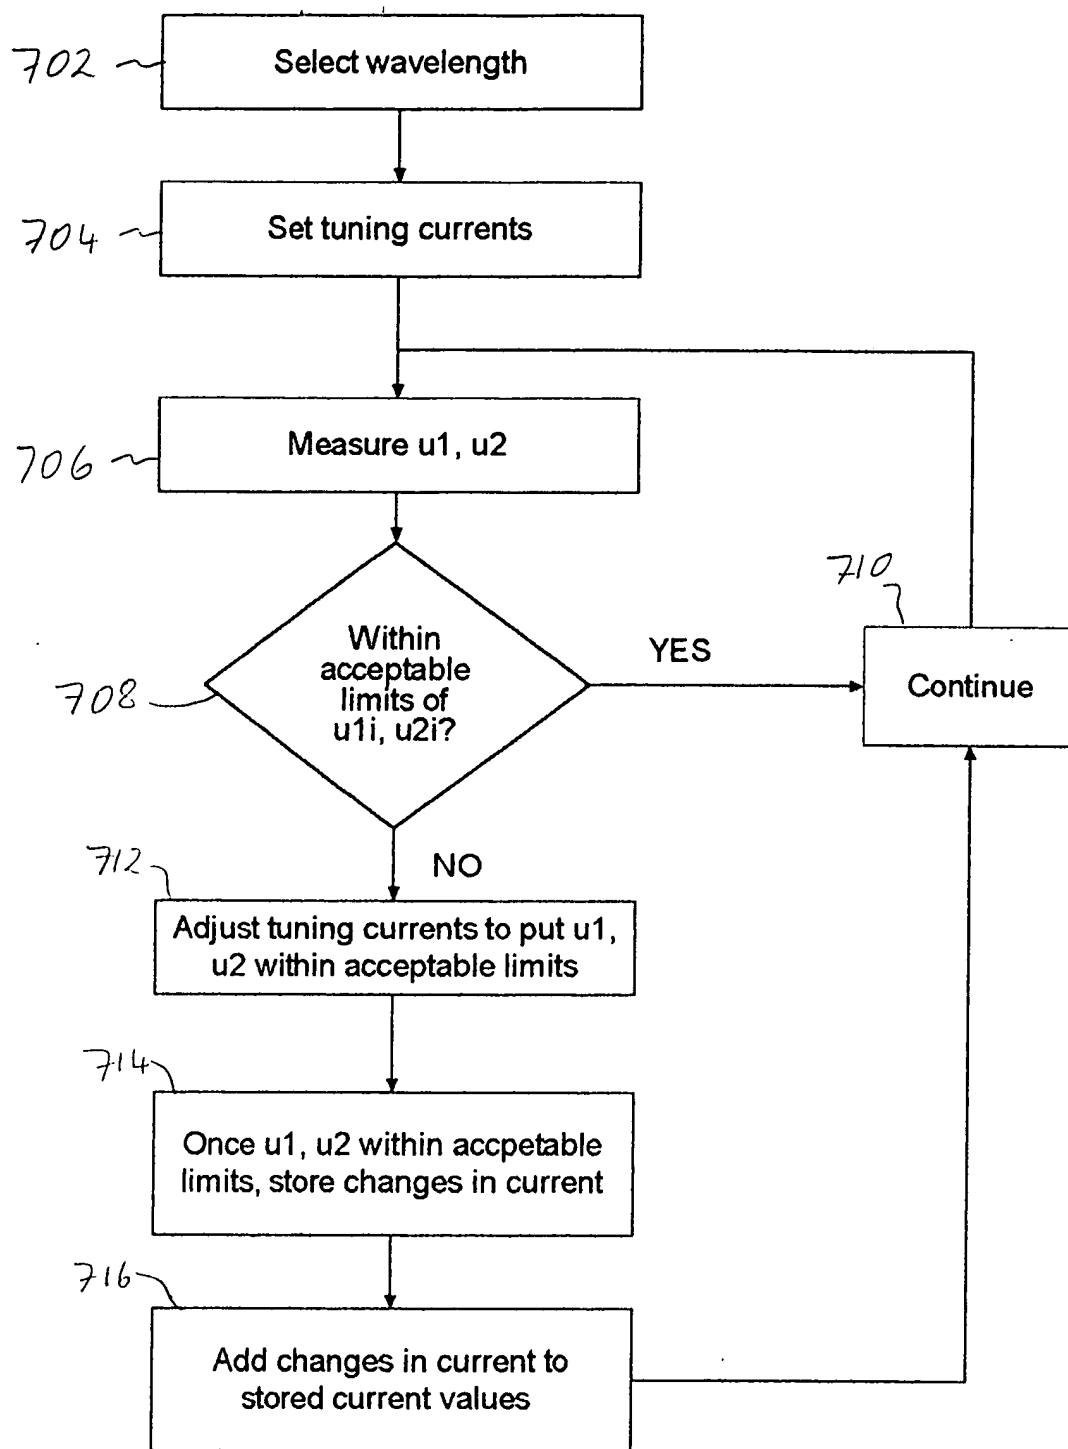 702
Select wavelength
704
Set tuning currents
706
Measure u1, u2
708
Within
acceptable
limits of
u1i, u2i?
YES
710
Continue
NO
712
Adjust tuning currents to put u1,
u2 within acceptable limits
714
Once u1, u2 within accpetable
limits, store changes in current
716
Add changes in current to
stored current values